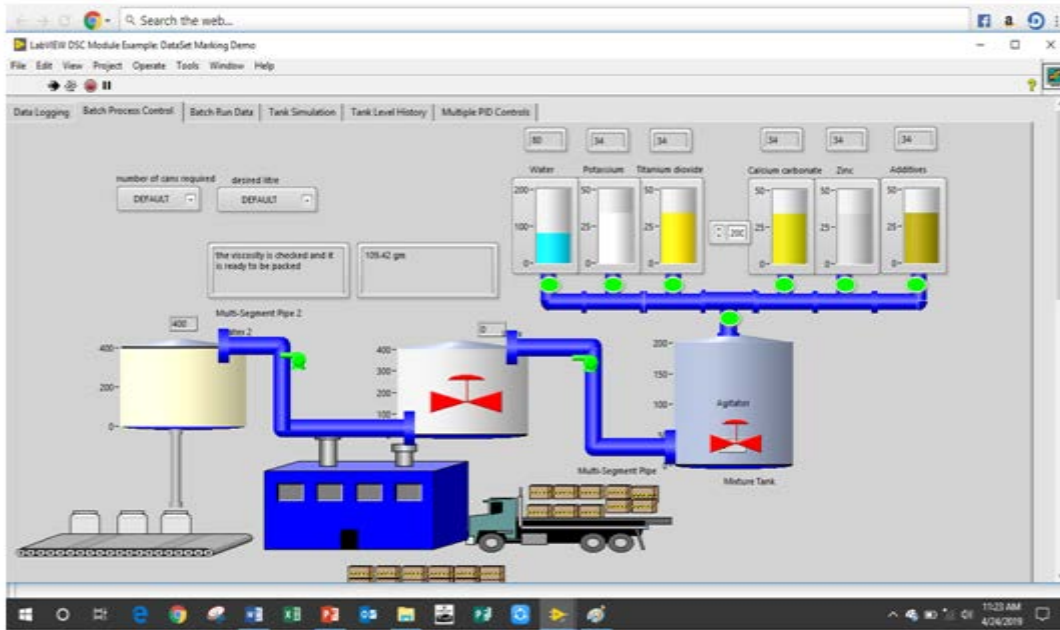 Search the web...
LabVIEW DSC Module Example: DataSet Marking Demo
File Edit View Project Operate Tools Window Help
Data Logging Batch Process Control Batch Run Data Tank Simulation Tank Level History Multiple PID Controls
80 34 34 34 34 34
number of cans required desired litre
DEFAULT DEFAULT
Water Potassium Titanium dioxide Calcium carbonate Zinc Additives
200 50 50 50 50 50
100 25 25 25 25 25
0 0 0 0 0 0
200
the viscosity is checked and it
is ready to be packed
109.42 gm
Multi-Segment Pipe 2
400
0
400
200
0
400
300
200
100
0
200
150
100
Agitator
Multi-Segment Pipe
Mixture Tank
11:23 AM
4/24/2019